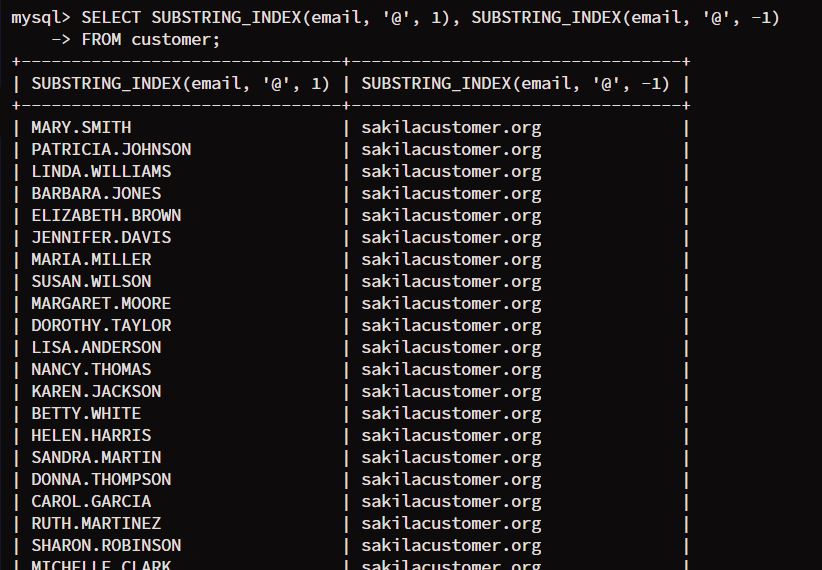 mysql> SELECT SUBSTRING_INDEX(email, '@', 1), SUBSTRING_INDEX(email, '@', -1)
    -> FROM customer;
+--------------------------------+---------------------------------+
| SUBSTRING_INDEX(email, '@', 1) | SUBSTRING_INDEX(email, '@', -1) |
+--------------------------------+---------------------------------+
| MARY.SMITH                     | sakilacustomer.org              |
| PATRICIA.JOHNSON               | sakilacustomer.org              |
| LINDA.WILLIAMS                 | sakilacustomer.org              |
| BARBARA.JONES                  | sakilacustomer.org              |
| ELIZABETH.BROWN                | sakilacustomer.org              |
| JENNIFER.DAVIS                 | sakilacustomer.org              |
| MARIA.MILLER                   | sakilacustomer.org              |
| SUSAN.WILSON                   | sakilacustomer.org              |
| MARGARET.MOORE                 | sakilacustomer.org              |
| DOROTHY.TAYLOR                 | sakilacustomer.org              |
| LISA.ANDERSON                  | sakilacustomer.org              |
| NANCY.THOMAS                   | sakilacustomer.org              |
| KAREN.JACKSON                  | sakilacustomer.org              |
| BETTY.WHITE                    | sakilacustomer.org              |
| HELEN.HARRIS                   | sakilacustomer.org              |
| SANDRA.MARTIN                  | sakilacustomer.org              |
| DONNA.THOMPSON                 | sakilacustomer.org              |
| CAROL.GARCIA                   | sakilacustomer.org              |
| RUTH.MARTINEZ                  | sakilacustomer.org              |
| SHARON.ROBINSON                | sakilacustomer.org              |
| MICHELLE.CLARK                 | sakilacustomer.org              |